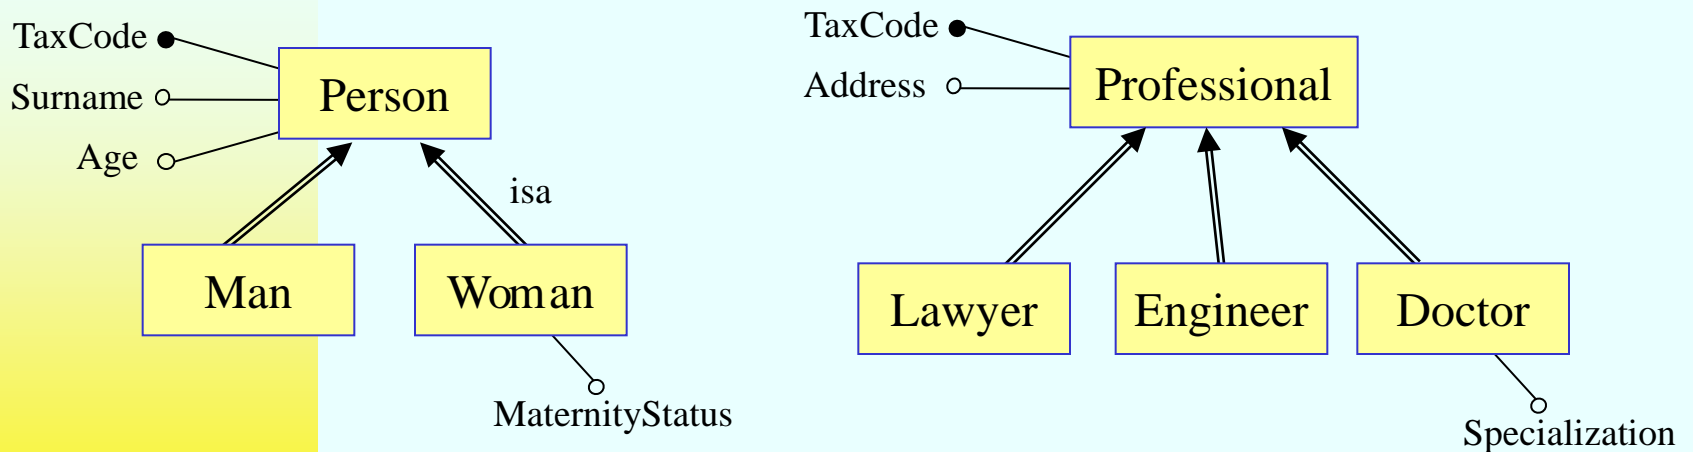 TaxCode
Surname
Age
Person
isa
Man
Woman
MaternityStatus
TaxCode
Address
Professional
Lawyer
Engineer
Doctor
Specialization